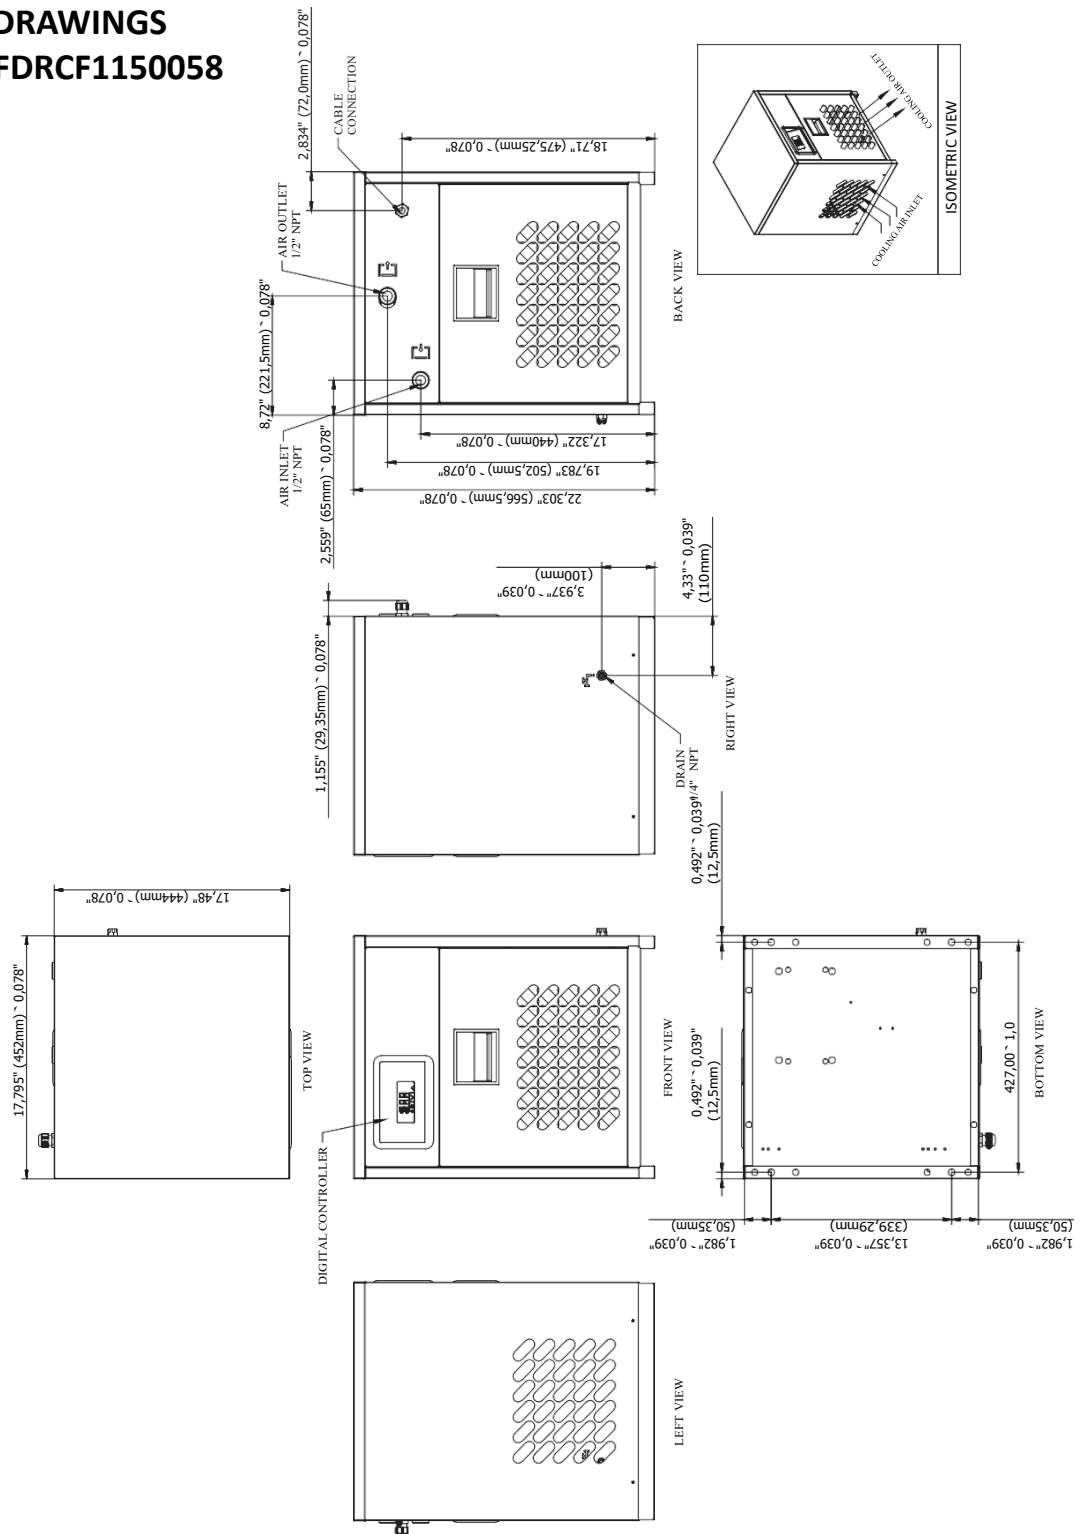 DRAWINGS
FDRCF1150058
2,834" (72,0mm) ` 0,078"
CABLE
CONNECTION
18,71" (475,25mm) ` 0,078"
AIR OUTLET
1/2" NPT
8,72" (221,5mm) ` 0,078"
AIR INLET
1/2" NPT
2,559" (65mm) ` 0,078"
17,322" (440mm) ` 0,078"
19,783" (502,5mm) ` 0,078"
22,303" (566,5mm) ` 0,078"
BACK VIEW
COOLING AIR OUTLET
COOLING AIR INLET
ISOMETRIC VIEW
1,155" (29,35mm) ` 0,078"
3,937" ` 0,039"
(100mm)
4,33" ` 0,039"
(110mm)
DRAIN
1/4" NPT
RIGHT VIEW
17,795" (452mm) ` 0,078"
17,48" (444mm) ` 0,078"
TOP VIEW
DIGITAL CONTROLLER
FRONT VIEW
0,492" ` 0,039"
(12,5mm)
0,492" ` 0,039"
(12,5mm)
427,00 ` 1,0
BOTTOM VIEW
1,982" ` 0,039"
(50,35mm)
13,357" ` 0,039"
(339,29mm)
1,982" ` 0,039"
(50,35mm)
LEFT VIEW